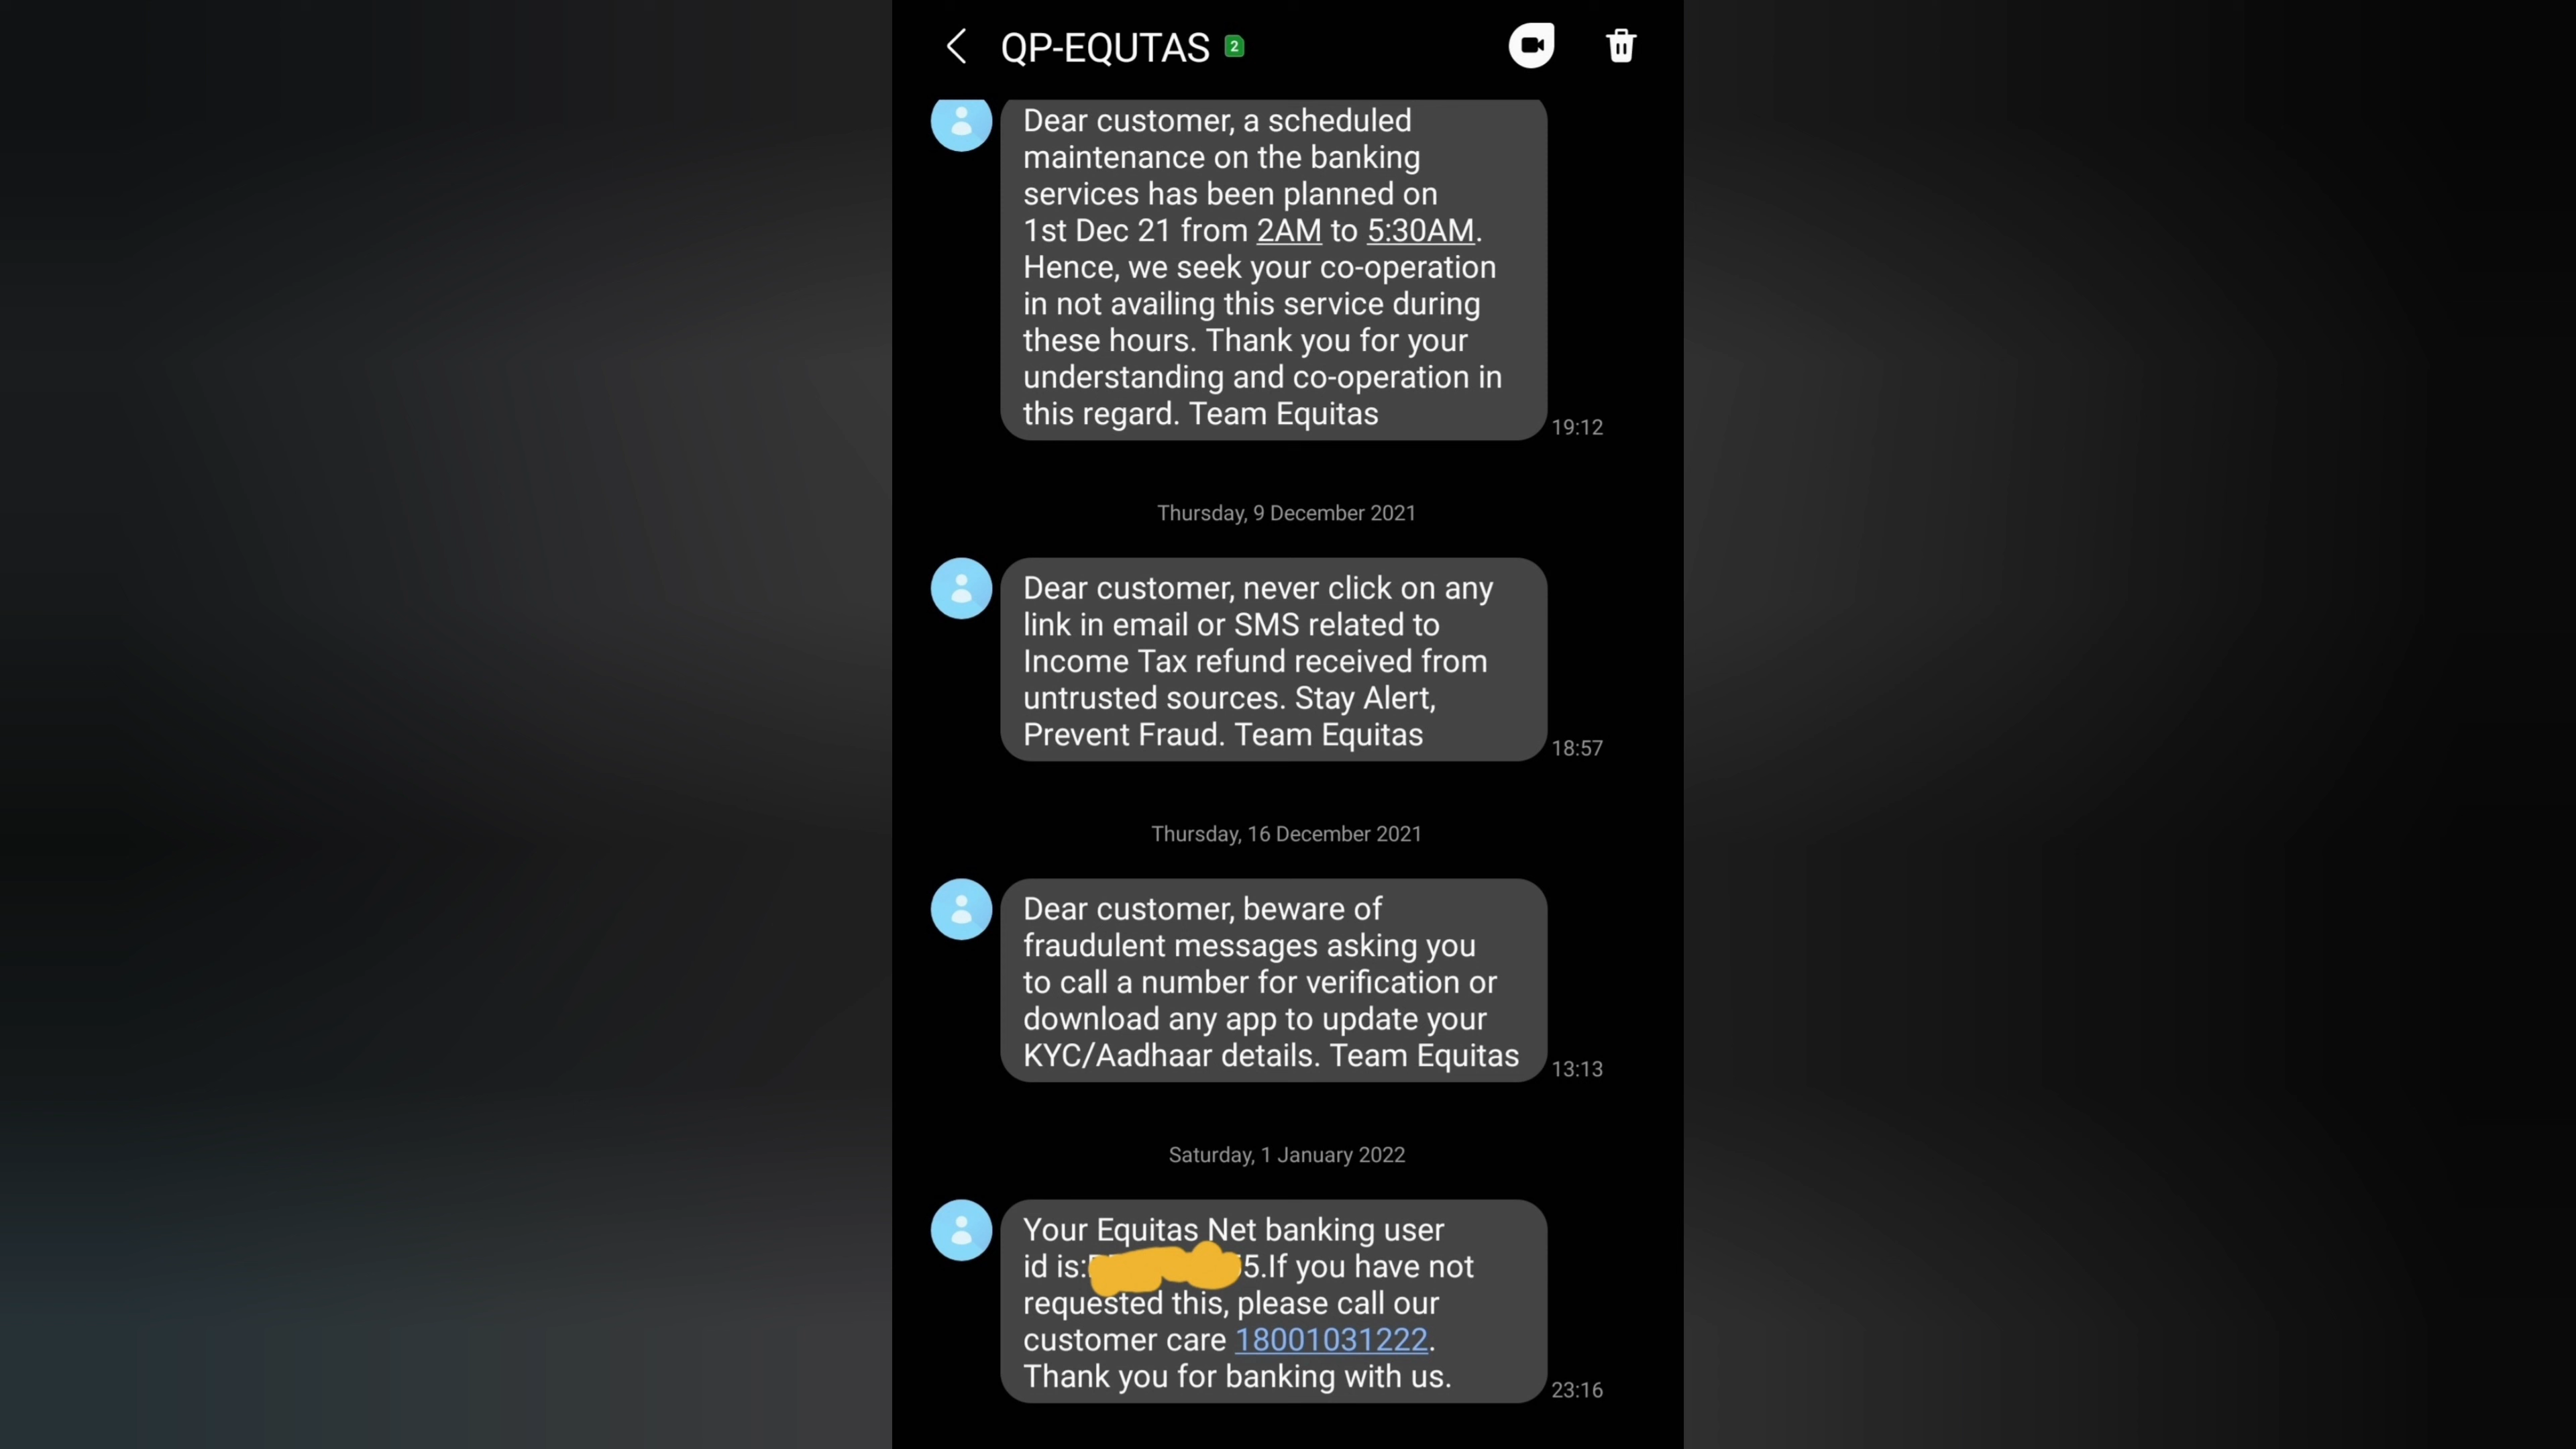 QP-EQUTAS 2
Dear customer, a scheduled
maintenance on the banking
services has been planned on
1st Dec 21 from 2AM to 5:30AM.
Hence, we seek your co-operation
in not availing this service during
these hours. Thank you for your
understanding and co-operation in
this regard. Team Equitas
19:12
Thursday, 9 December 2021
Dear customer, never click on any
link in email or SMS related to
Income Tax refund received from
untrusted sources. Stay Alert,
Prevent Fraud. Team Equitas
18:57
Thursday, 16 December 2021
Dear customer, beware of
fraudulent messages asking you
to call a number for verification or
download any app to update your
KYC/Aadhaar details. Team Equitas
13:13
Saturday, 1 January 2022
Your Equitas Net banking user
id is: 5.If you have not
requested this, please call our
customer care 18001031222.
Thank you for banking with us.
23:16